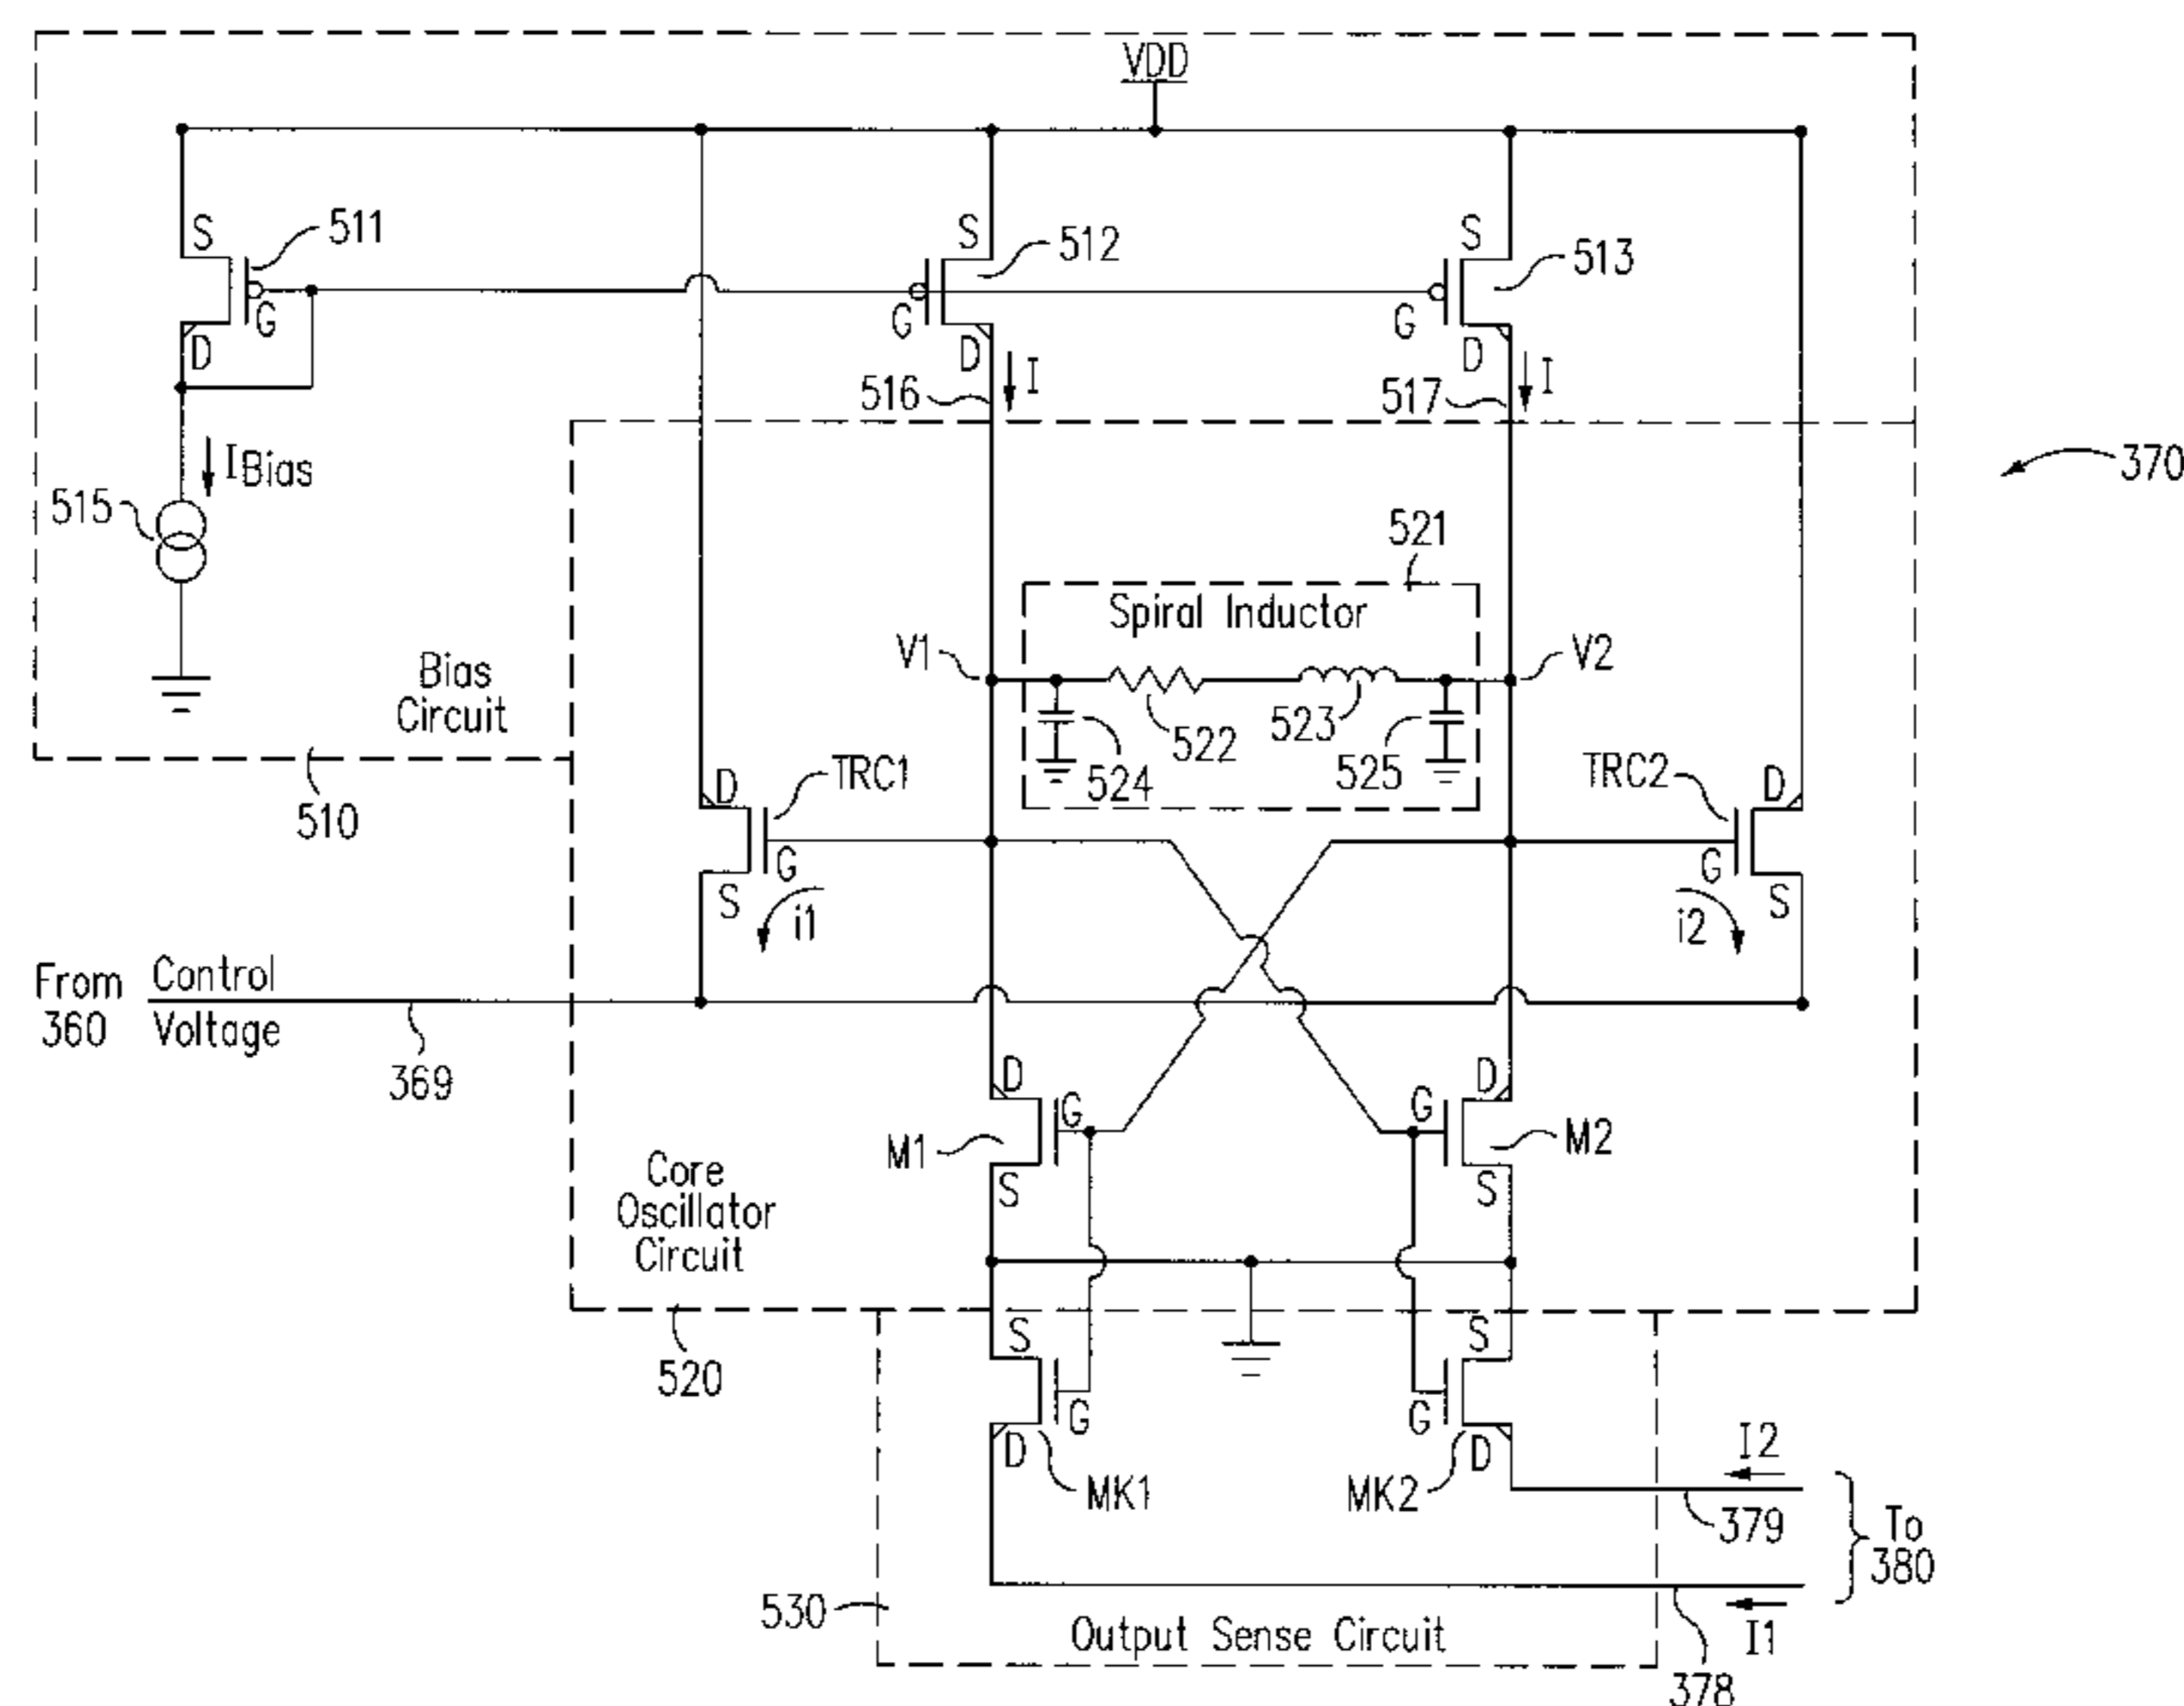 VDD
S
511
G
D
S
512
G
D
I
516
S
513
G
D
I
517
IBias
515
370
521
Spiral Inductor
V1
V2
522
523
524
525
Bias
Circuit
510
D
TRC1
G
S
i1
TRC2
D
G
S
i2
From
360
Control
Voltage
369
D
G
M1
S
D
G
M2
S
Core
Oscillator
Circuit
520
S
G
D
MK1
S
G
D
MK2
I2
379
To
380
530
Output Sense Circuit
I1
378